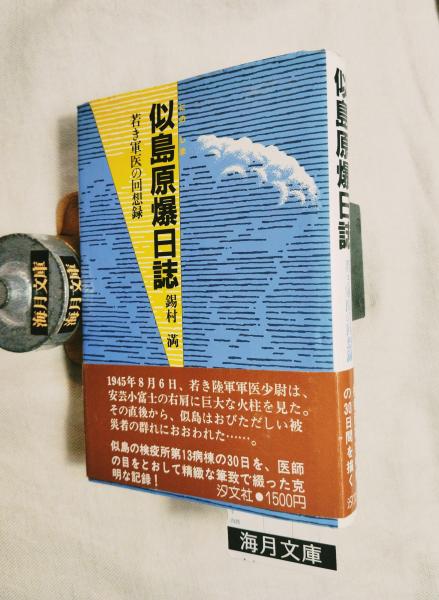 似島原爆日誌
若き軍医の回想録
錫村 満
1945年8月6日、若き陸軍軍医少尉は、
安芸小富士の右肩に巨大な火柱を見た。
その直後から、似島はおびただしい被
災者の群れにおおわれた……。
似島の検疫所第13病棟の30日を、医師
の目をとおして精緻な筆致で綴った克
明な記録!
汐文社●1500円
似島原爆日誌
の30日間を描く
汐文社
海月文庫
海月文庫
海月文庫